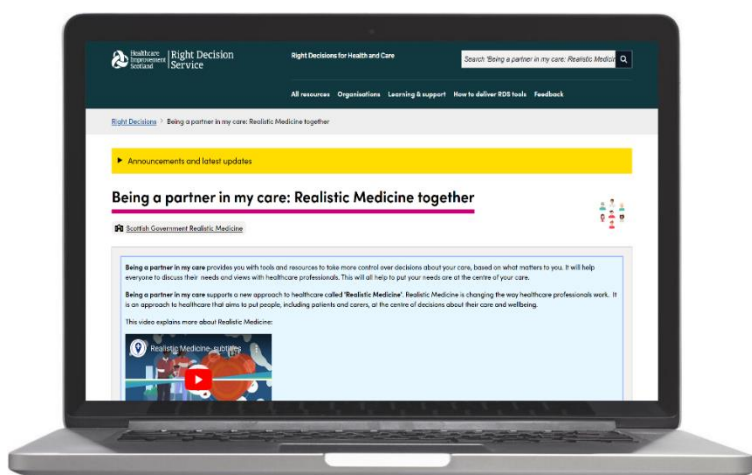 Healthcare
Improvement
Scotland
Right Decision
Service
Right Decisions for Health and Care
Search 'Being a partner in my care: Realistic Medicin
All resources Organisations Learning & support How to deliver RDS tools Feedback
Right Decisions > Being a partner in my care: Realistic Medicine together
Announcements and latest updates
Being a partner in my care: Realistic Medicine together
Scottish Government Realistic Medicine
Being a partner in my care provides you with tools and resources to take more control over decisions about your care, based on what matters to you. It will help
everyone to discuss their needs and views with healthcare professionals. This will all help to put your needs are at the centre of your care.
Being a partner in my care supports a new approach to healthcare called 'Realistic Medicine'. Realistic Medicine is changing the way healthcare professionals work. It
is an approach to healthcare that aims to put people, including patients and carers, at the centre of decisions about their care and wellbeing.
This video explains more about Realistic Medicine:
Realistic Medicine- subtitles